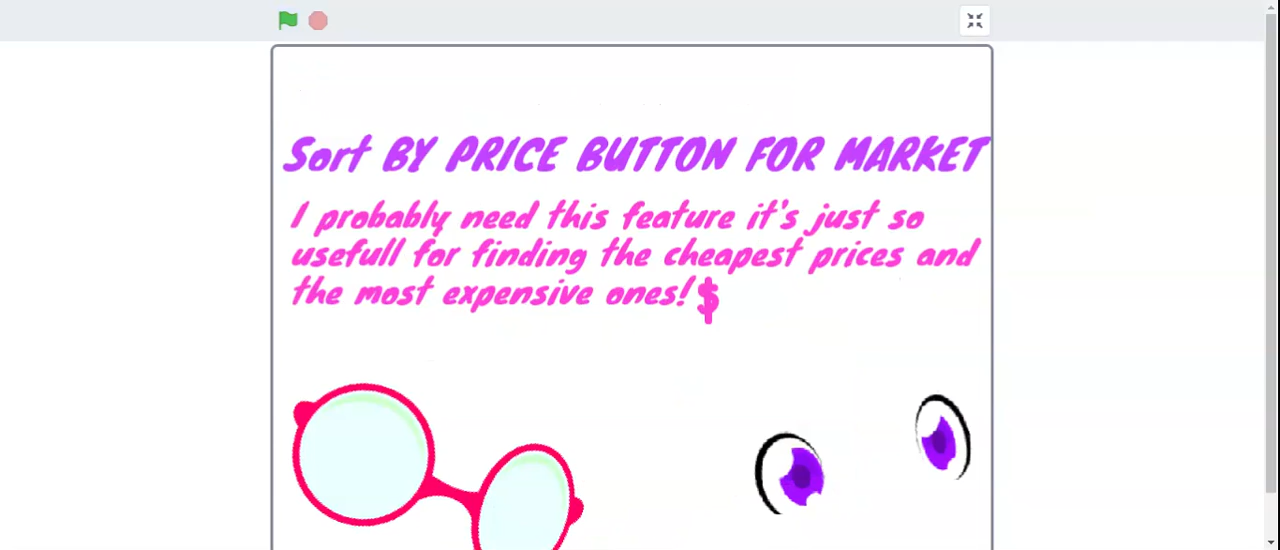 Sort BY PRICE BUTTON FOR MARKET
I probably need this feature it's just so
usefull for finding the cheapest prices and
the most expensive ones!$